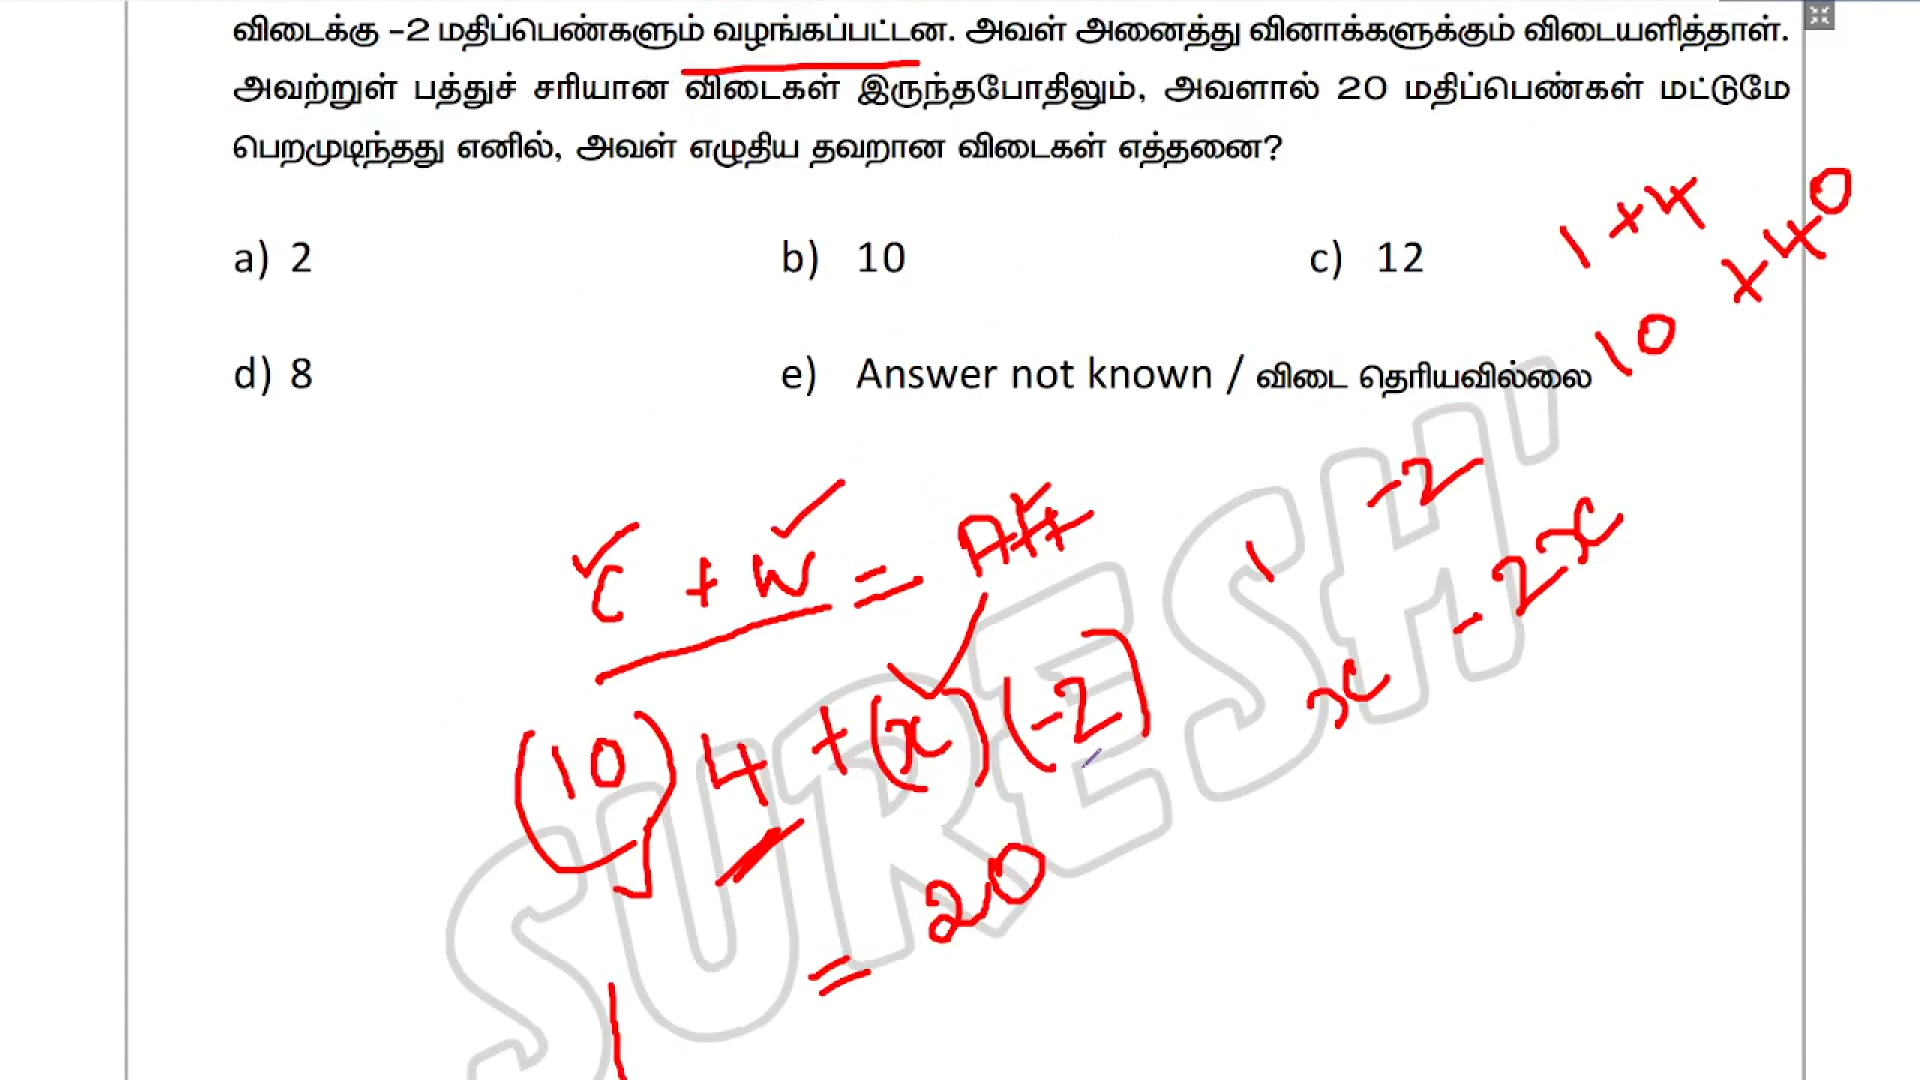 விடைக்கு -2 மதிப்பெண்களும் வழங்கப்பட்டன. அவள் அனைத்து வினாக்களுக்கும் விடையளித்தாள்.
அவற்றுள் பத்துச் சரியான விடைகள் இருந்தபோதிலும், அவளால் 20 மதிப்பெண்கள் மட்டுமே
பெறமுடிந்தது எனில், அவள் எழுதிய தவறான விடைகள் எத்தனை?
1 +4
a) 2 b) 10 c) 12
10 +40
d) 8 e) Answer not known / விடை தெரியவில்லை
c + w =
1 -2
x -2x
(10) 4 + (x) (-2)
= 20
SURESH'